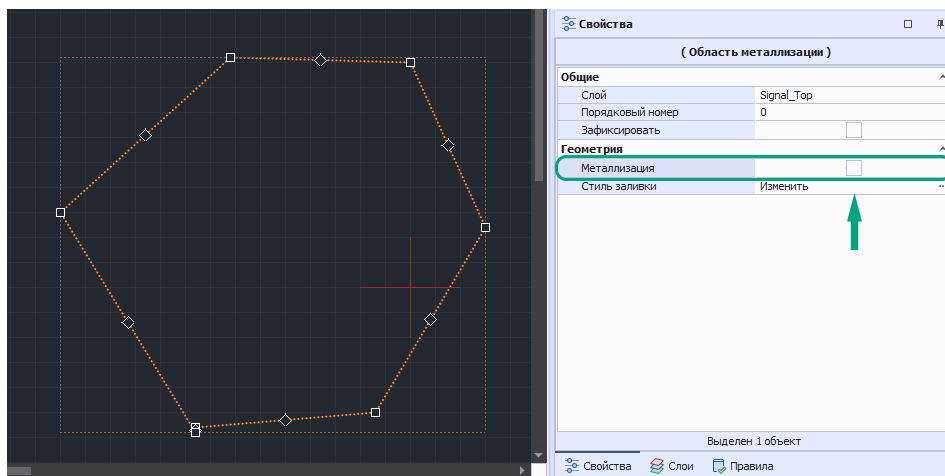 Свойства
( Область металлизации )
Общие
Слой Signal_Top
Порядковый номер 0
Зафиксировать
Геометрия
Металлизация
Стиль заливки Изменить ...
Выделен 1 объект
Свойства Слои Правила